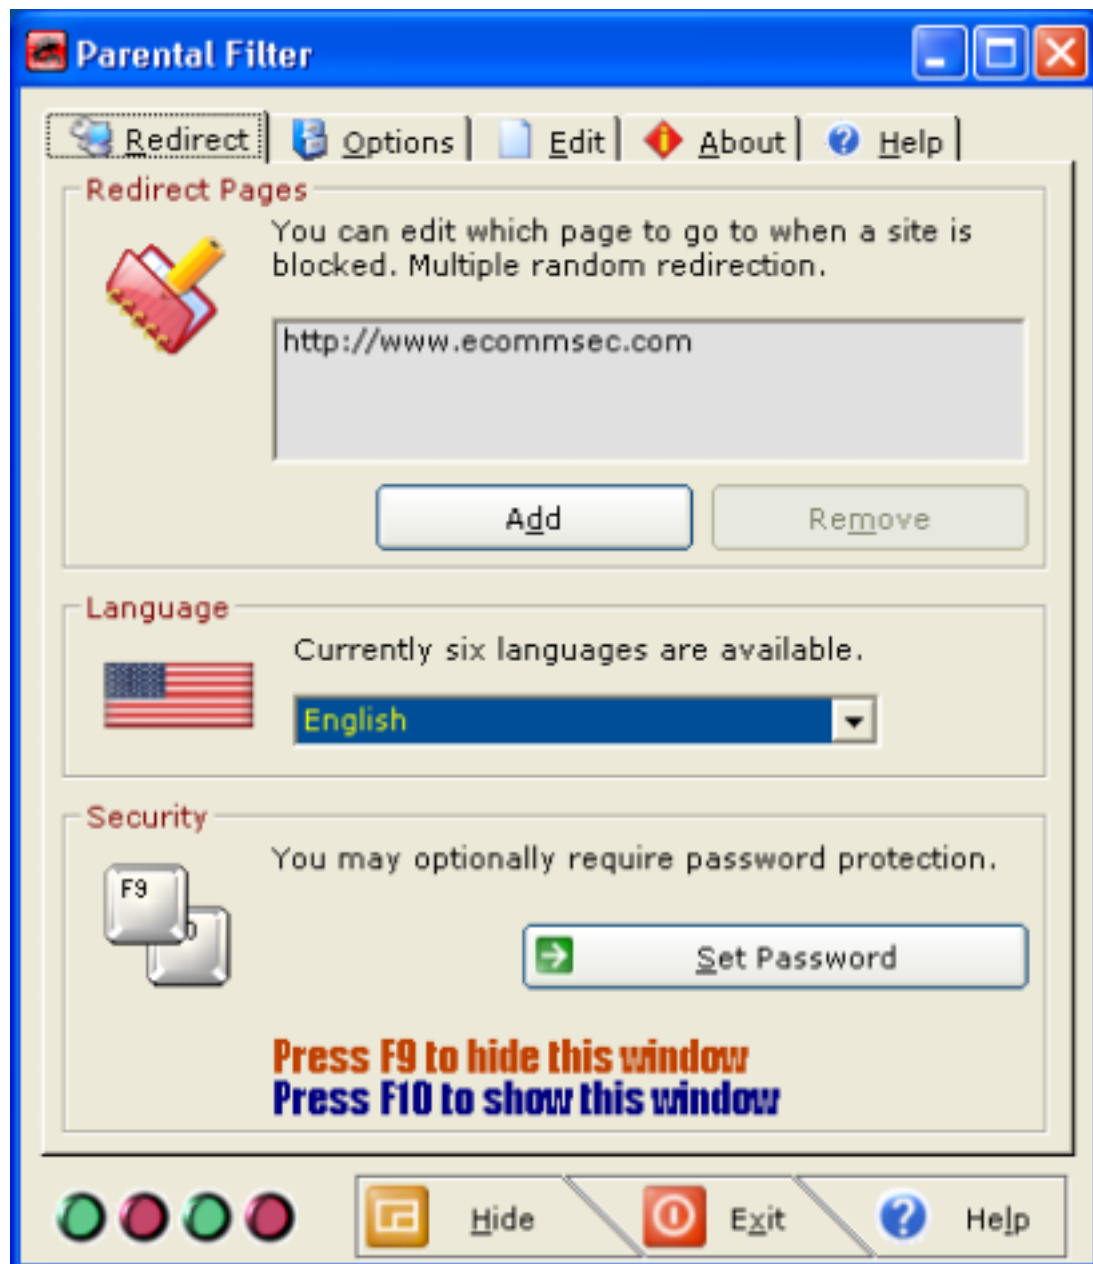 Parental Filter
Redirect
Options
Edit
About
Help
Redirect Pages
You can edit which page to go to when a site is
blocked. Multiple random redirection.
http://www.ecommsec.com
Add
Remove
Language
Currently six languages are available.
English
Security
You may optionally require password protection.
F9
Set Password
Press F9 to hide this window
Press F10 to show this window
Hide
Exit
Help